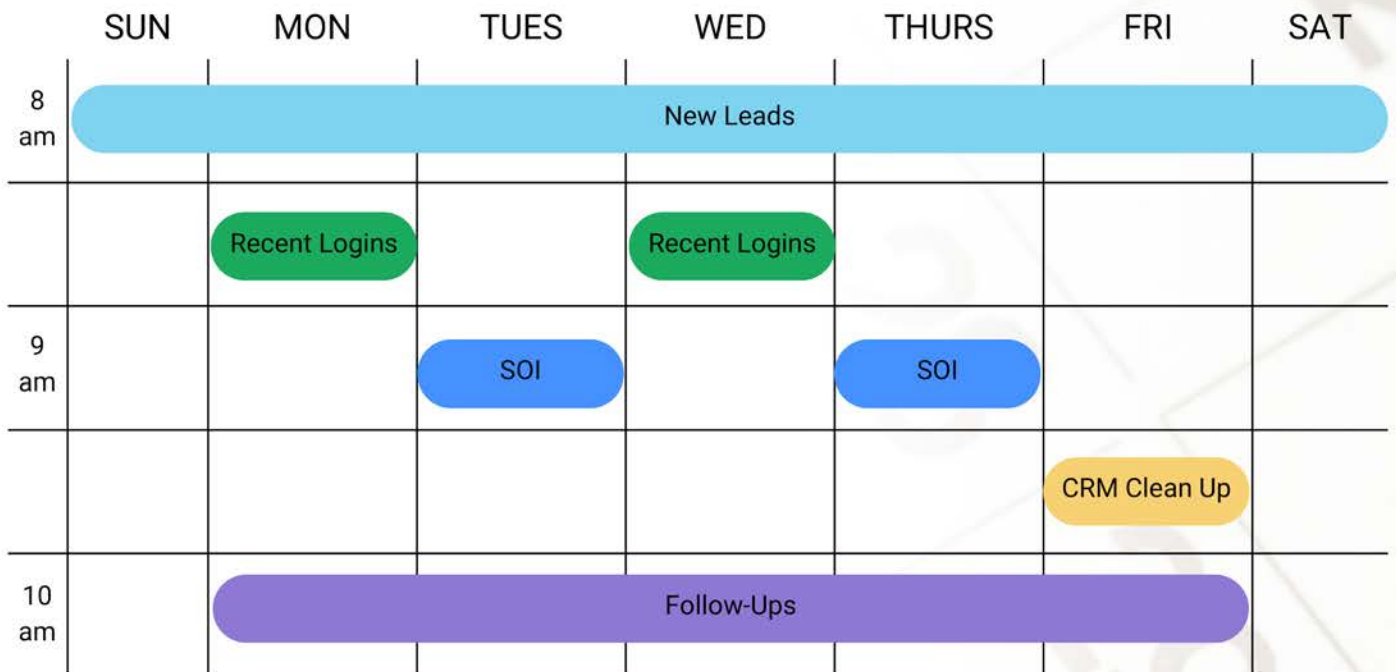 SUN MON TUES WED THURS FRI SAT
8
am
New Leads
Recent Logins Recent Logins
9
am
SOI SOI
CRM Clean Up
10
am
Follow-Ups